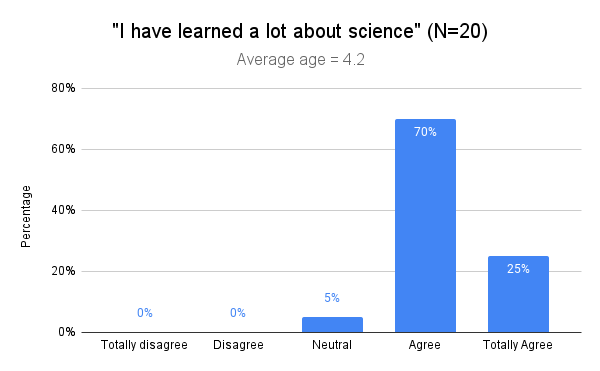 "I have learned a lot about science" (N=20)
Average age = 4.2
Percentage
80%
60%
40%
20%
0%
0%
0%
5%
70%
25%
Totally disagree
Disagree
Neutral
Agree
Totally Agree